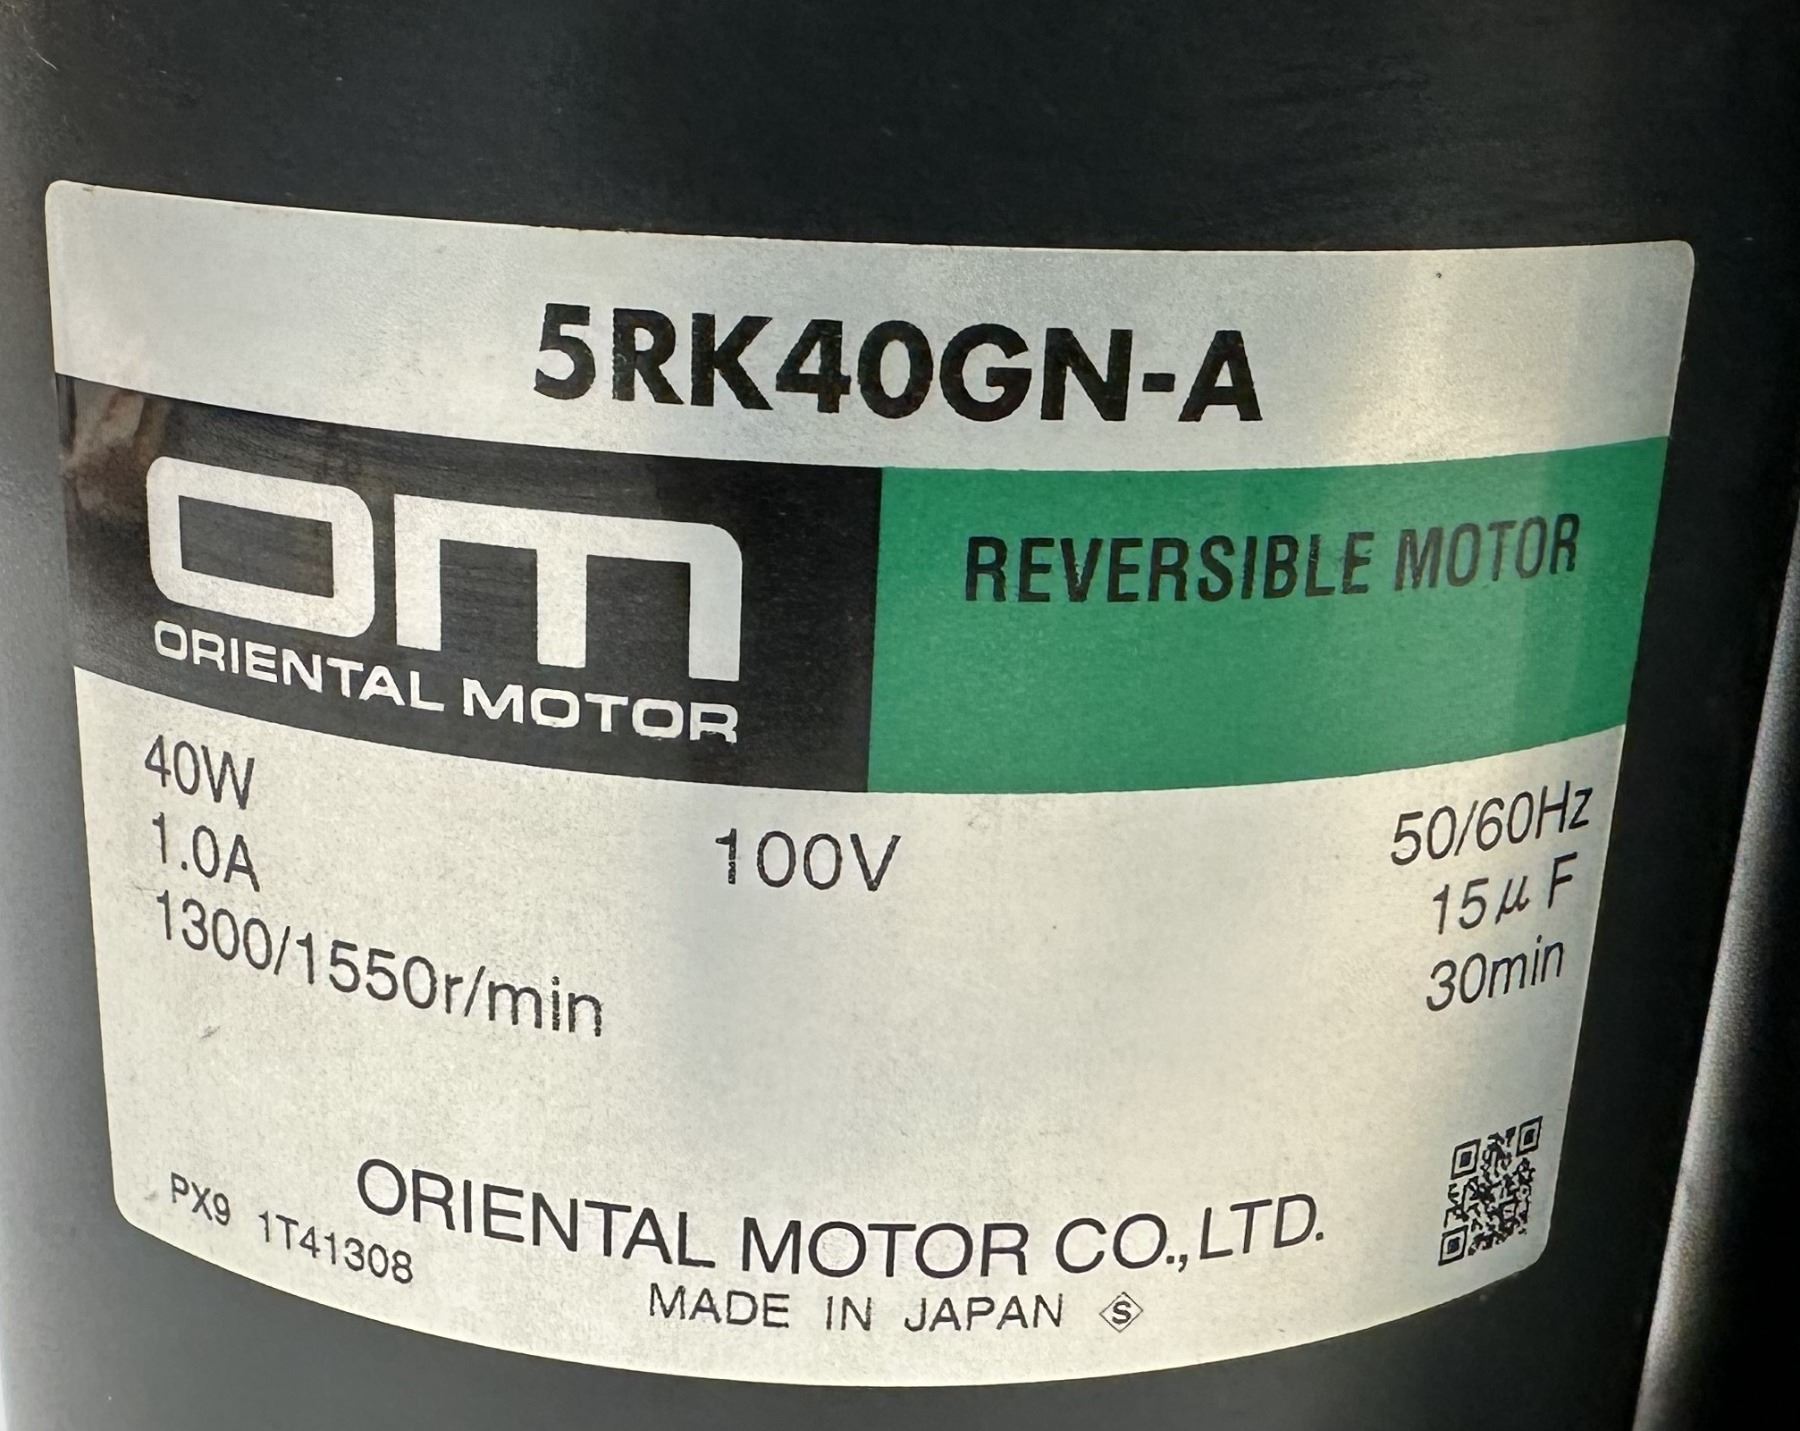 5RK40GN-A
om
ORIENTAL MOTOR
REVERSIBLE MOTOR
40W 100V 50/60Hz
1.0A 15μF
1300/1550r/min 30min
ORIENTAL MOTOR CO.,LTD.
PX9 1T41308
MADE IN JAPAN S